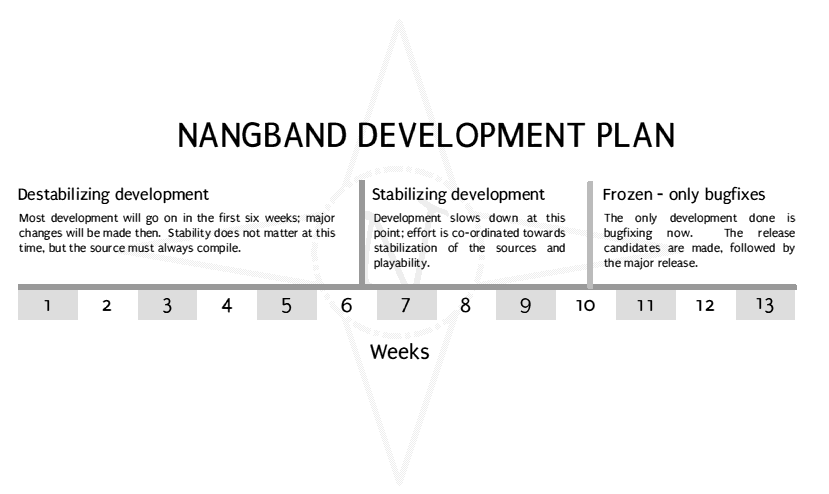 NANGBAND DEVELOPMENT PLAN
Destabilizing development
Most development will go on in the first six weeks; major
changes will be made then. Stability does not matter at this
time, but the source must always compile.
Stabilizing development
Development slows down at this
point; effort is co-ordinated towards
stabilization of the sources and
playability.
Frozen - only bugfixes
The only development done is
bugfixing now. The release
candidates are made, followed by
the major release.
1 2 3 4 5 6 7 8 9 10 11 12 13
Weeks